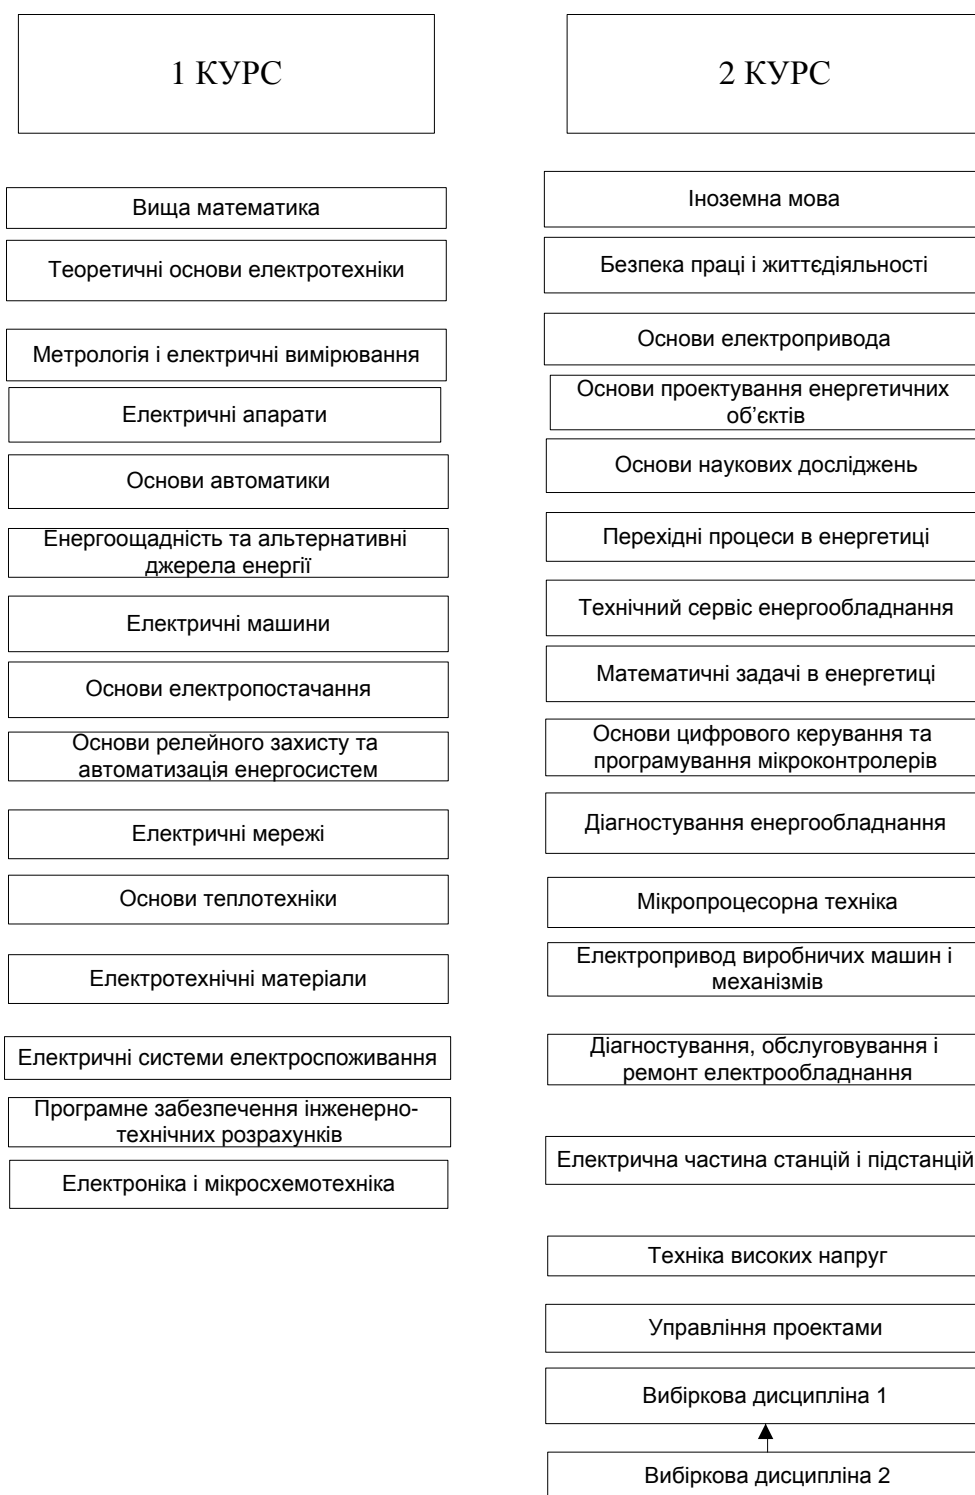 1 КУРС
Вища математика
Теоретичні основи електротехніки
Метрологія і електричні вимірювання
Електричні апарати
Основи автоматики
Енергоощадність та альтернативні
джерела енергії
Електричні машини
Основи електропостачання
Основи релейного захисту та
автоматизація енергосистем
Електричні мережі
Основи теплотехніки
Електротехнічні матеріали
Електричні системи електроспоживання
Програмне забезпечення інженерно-
технічних розрахунків
Електроніка і мікросхемотехніка
2 КУРС
Іноземна мова
Безпека праці і життєдіяльності
Основи електропривода
Основи проектування енергетичних
об’єктів
Основи наукових досліджень
Перехідні процеси в енергетиці
Технічний сервіс енергообладнання
Математичні задачі в енергетиці
Основи цифрового керування та
програмування мікроконтролерів
Діагностування енергообладнання
Мікропроцесорна техніка
Електропривод виробничих машин і
механізмів
Діагностування, обслуговування і
ремонт електрообладнання
Електрична частина станцій і підстанцій
Техніка високих напруг
Управління проектами
Вибіркова дисципліна 1
Вибіркова дисципліна 2